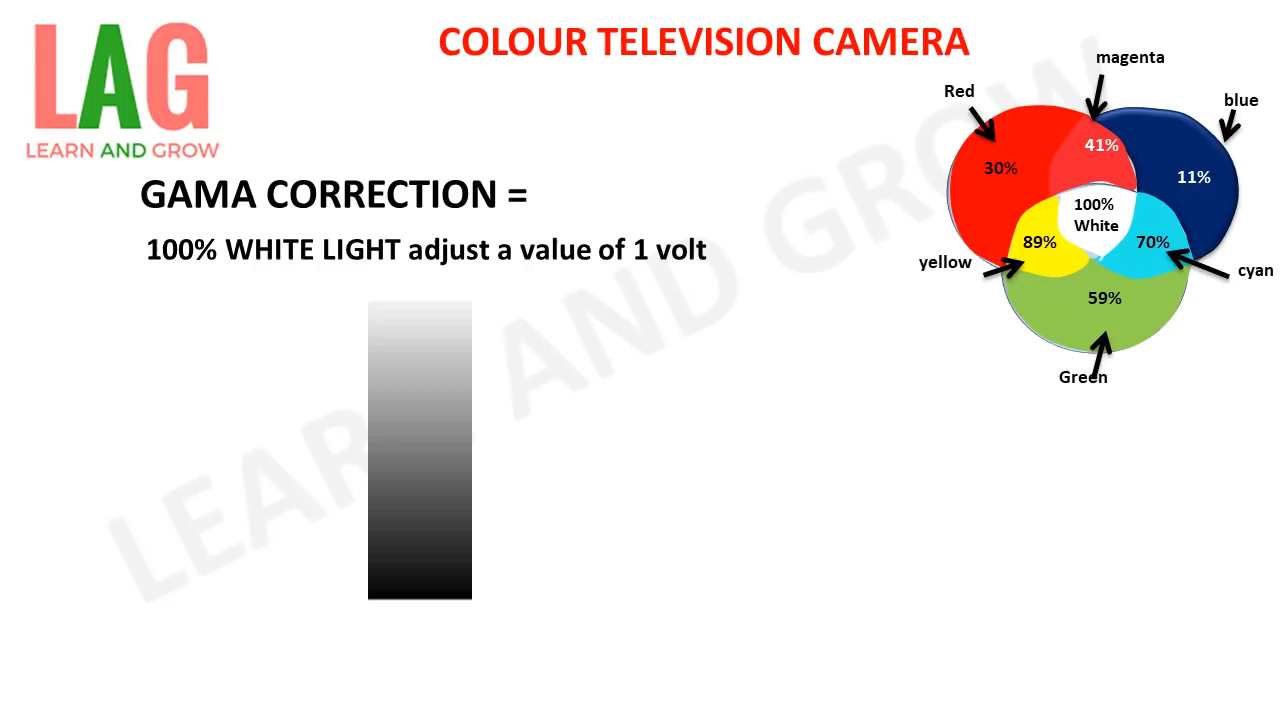 LAG
LEARN AND GROW
COLOUR TELEVISION CAMERA
GAMA CORRECTION =
100% WHITE LIGHT adjust a value of 1 volt
magenta
Red
blue
41%
30%
11%
100%
White
89%
70%
yellow
cyan
59%
Green
LEARN AND GROW